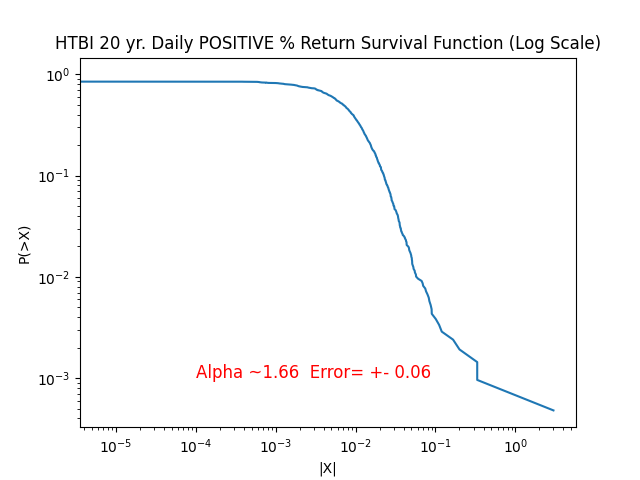 HTBI 20 yr. Daily POSITIVE % Return Survival Function (Log Scale)
10⁰
10⁻¹
10⁻²
10⁻³
P(>X)
Alpha ~1.66  Error= +- 0.06
10⁻⁵ 10⁻⁴ 10⁻³ 10⁻² 10⁻¹ 10⁰
|X|